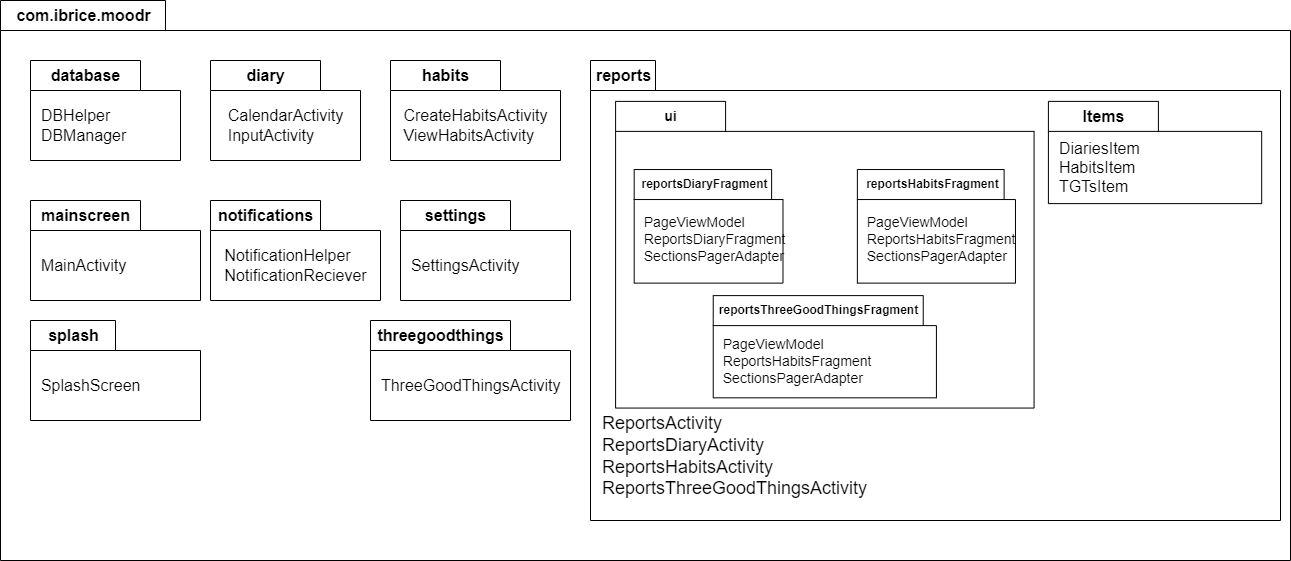 com.ibrice.moodr
database
DBHelper
DBManager
diary
CalendarActivity
InputActivity
habits
CreateHabitsActivity
ViewHabitsActivity
mainscreen
MainActivity
notifications
NotificationHelper
NotificationReciever
settings
SettingsActivity
splash
SplashScreen
threegoodthings
ThreeGoodThingsActivity
reports
ui
reportsDiaryFragment
PageViewModel
ReportsDiaryFragment
SectionsPagerAdapter
reportsHabitsFragment
PageViewModel
ReportsHabitsFragment
SectionsPagerAdapter
reportsThreeGoodThingsFragment
PageViewModel
ReportsHabitsFragment
SectionsPagerAdapter
Items
DiariesItem
HabitsItem
TGTsItem
ReportsActivity
ReportsDiaryActivity
ReportsHabitsActivity
ReportsThreeGoodThingsActivity